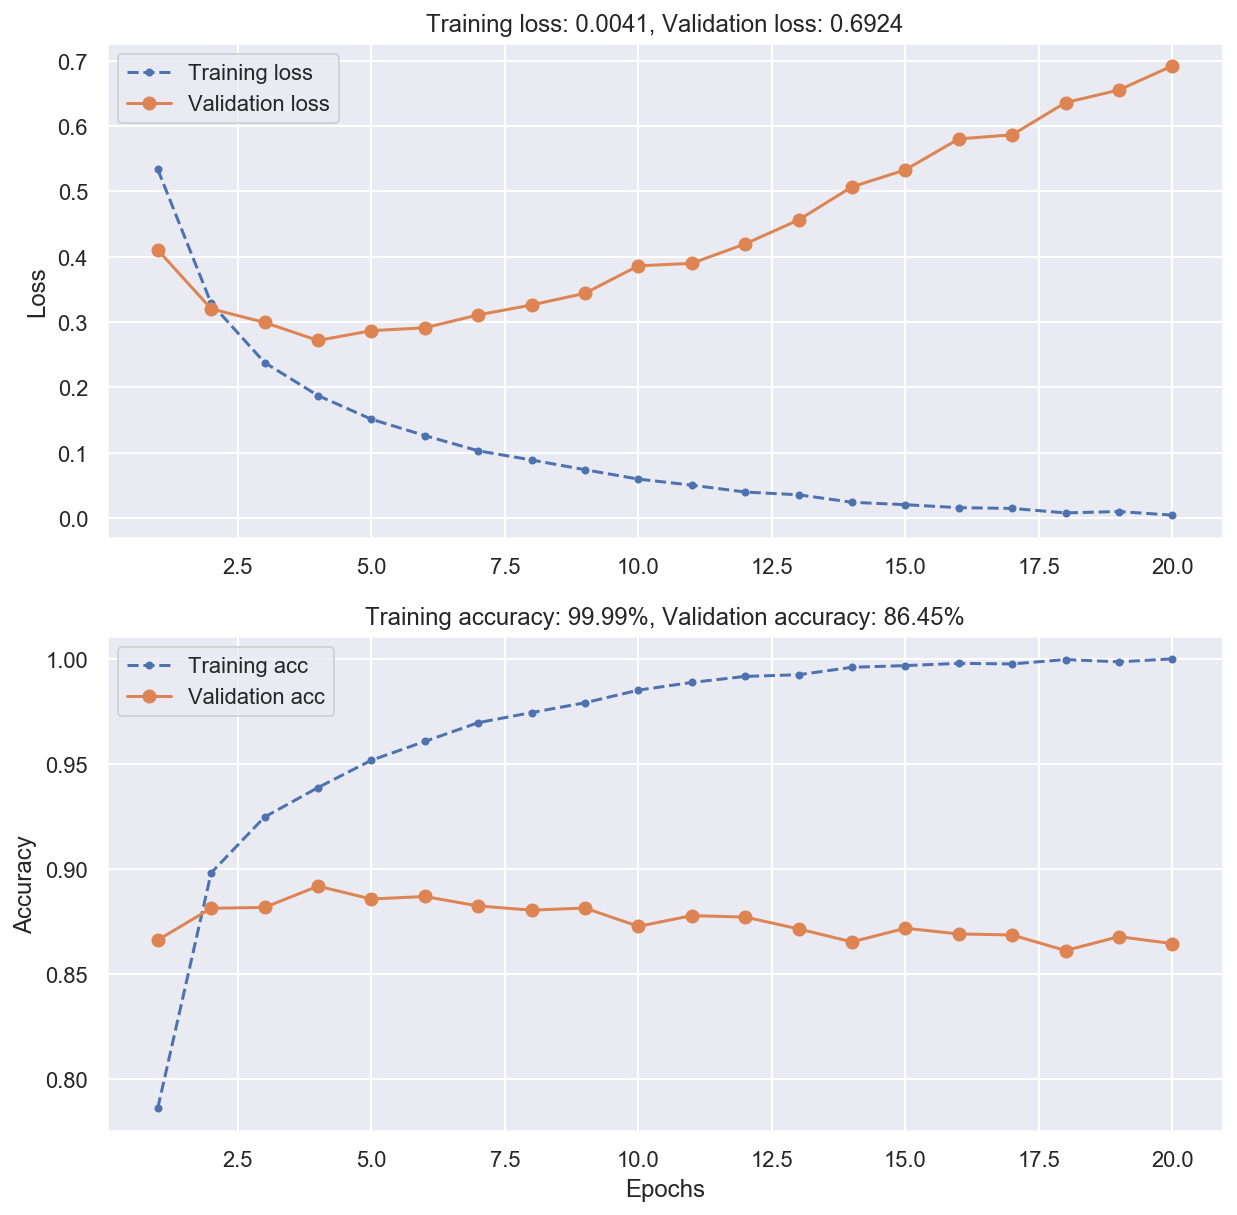 Training loss: 0.0041, Validation loss: 0.6924
Training loss
Validation loss
Loss
0.7
0.6
0.5
0.4
0.3
0.2
0.1
0.0
2.5 5.0 7.5 10.0 12.5 15.0 17.5 20.0
Training accuracy: 99.99%, Validation accuracy: 86.45%
Training acc
Validation acc
Accuracy
1.00
0.95
0.90
0.85
0.80
2.5 5.0 7.5 10.0 12.5 15.0 17.5 20.0
Epochs